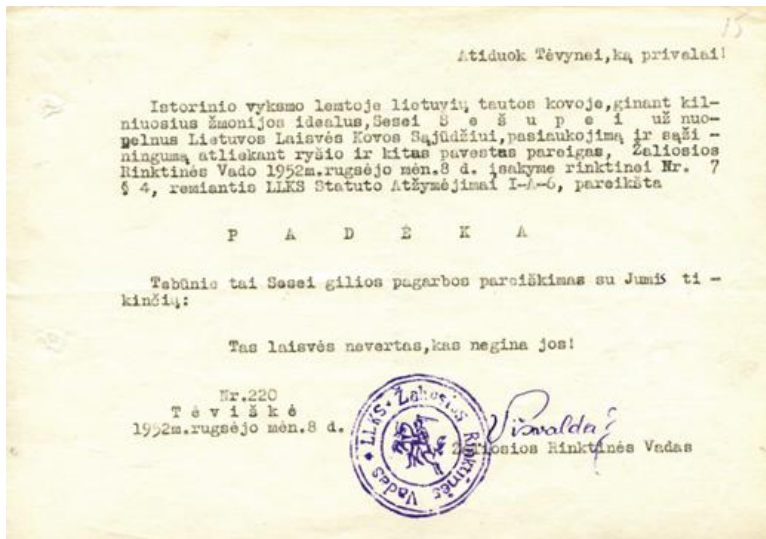 15
Atiduok Tėvynei,ką privalai!
Istorinio vyksmo lemtoje lietuvių tautos kovoje,ginant kil-
niuosius žmonijos idealus,Sesei S e š u p e i už nuo-
pelnus Lietuvos Laisvės Kovos Sąjūdžiui,pasiaukojimą ir sąži -
ningumą atliekant ryšio ir kitas pavestas pareigas, Žaliosios
Rinktinės Vado 1952m.rugsėjo mėn.8 d. įsakyme rinktinei Nr. 7
§ 4, remiantis LLKS Statuto Atžymėjimai I-A-6, pareikšta
P A D Ė K A
Tebūnie tai Sesei gilios pagarbos pareiškimas su Jumis ti -
kinčių:
Tas laisvės nevertas,kas negina jos!
Nr.220
T ė v i š k ė
1952m.rugsėjo mėn.8 d.
LLKS • Žaliosios Rinktinės Vadas •
Visvalda
Žaliosios Rinktinės Vadas